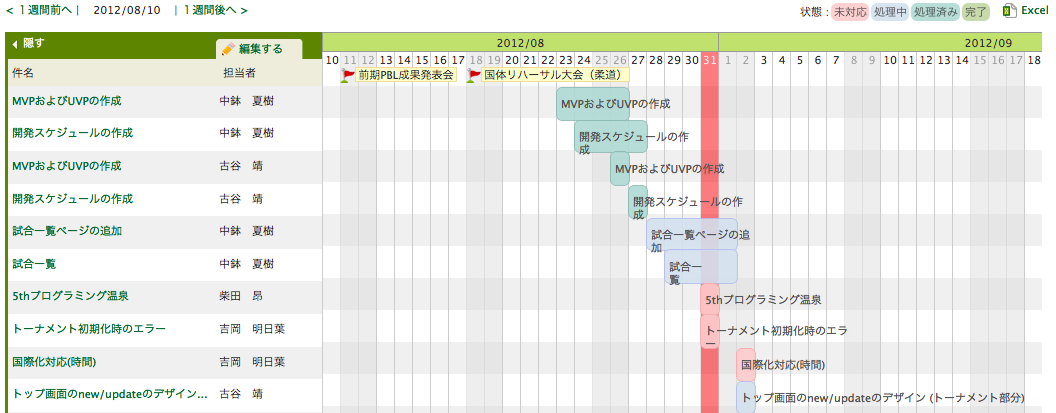 < 1週間前へ | 2012/08/10 | 1週間後へ >
状態 : 未対応 処理中 処理済み 完了 Excel
隠す
編集する
2012/08 2012/09
件名 担当者
10 11 12 13 14 15 16 17 18 19 20 21 22 23 24 25 26 27 28 29 30 31 1 2 3 4 5 6 7 8 9 10 11 12 13 14 15 16 17 18
前期PBL成果発表会 国体リハーサル大会（柔道）
MVPおよびUVPの作成 中鉢 夏樹 MVPおよびUVPの作成
開発スケジュールの作成 中鉢 夏樹 開発スケジュールの作
成
MVPおよびUVPの作成 古谷 靖 MVPおよびUVPの作成
開発スケジュールの作成 古谷 靖 開発スケジュールの作
成
試合一覧ページの追加 中鉢 夏樹 試合一覧ページの追
加
試合一覧 中鉢 夏樹 試合一
覧
5thプログラミング温泉 柴田 昂 5thプログラミング温泉
トーナメント初期化時のエラー 吉岡 明日葉 トーナメント初期化時のエラ
ー
国際化対応(時間) 吉岡 明日葉 国際化対応(時間)
トップ画面のnew/updateのデザイン... 古谷 靖 トップ画面のnew/updateのデザイン (トーナメント部分)